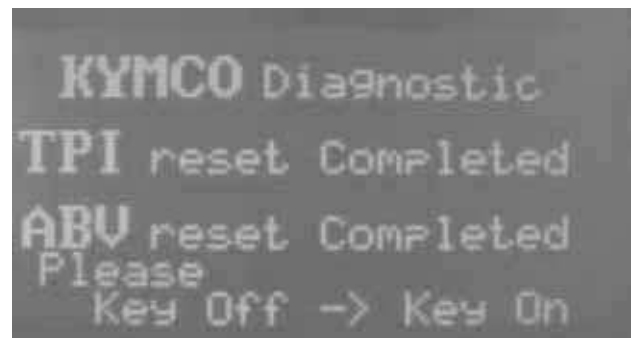 KYMCO Diagnostic
TPI reset Completed
ABV reset Completed
Please
Key Off -> Key On